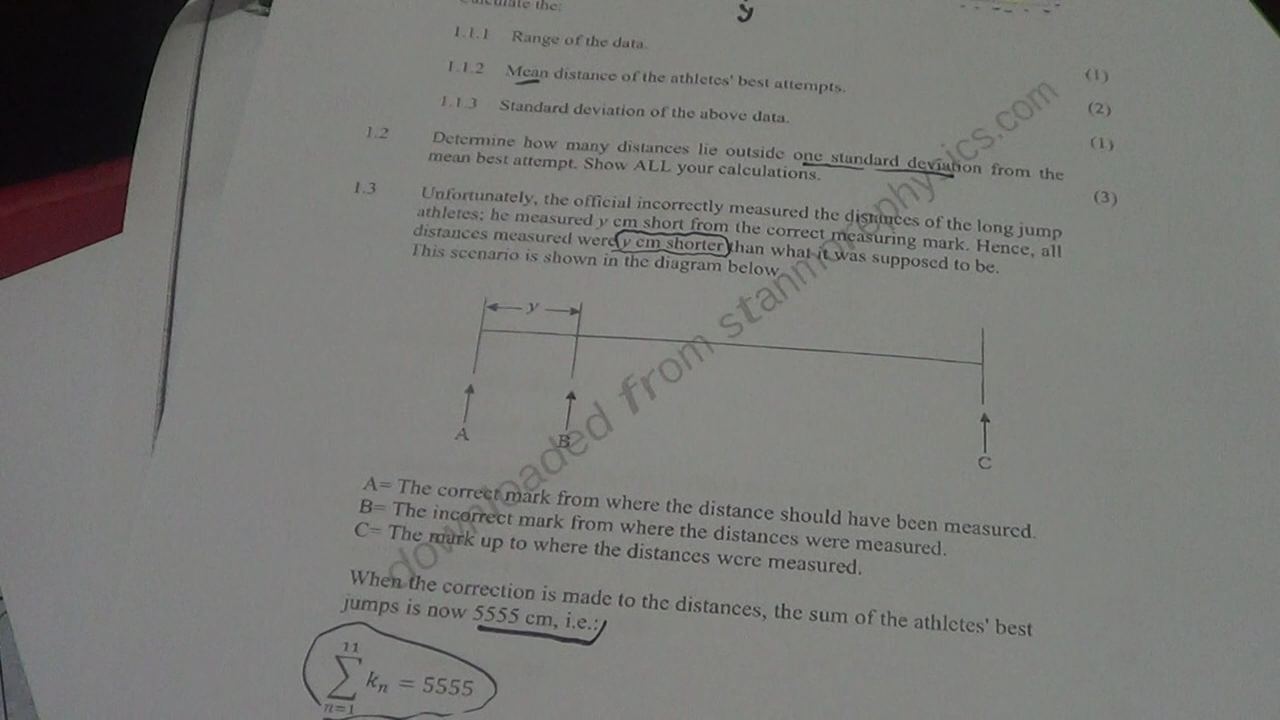 Calculate the:
y
1.1.1 Range of the data.
(1)
1.1.2 Mean distance of the athletes' best attempts.
(2)
1.1.3 Standard deviation of the above data.
(1)
1.2 Determine how many distances lie outside one standard deviation from the
mean best attempt. Show ALL your calculations.
(3)
1.3 Unfortunately, the official incorrectly measured the distances of the long jump
athletes; he measured y cm short from the correct measuring mark. Hence, all
distances measured were y cm shorter than what it was supposed to be.
This scenario is shown in the diagram below.
y
A
B
C
A= The correct mark from where the distance should have been measured.
B= The incorrect mark from where the distances were measured.
C= The mark up to where the distances were measured.
When the correction is made to the distances, the sum of the athletes' best
jumps is now 5555 cm, i.e.:
11
∑ kn = 5555
n=1
downloaded from stanmorephysics.com